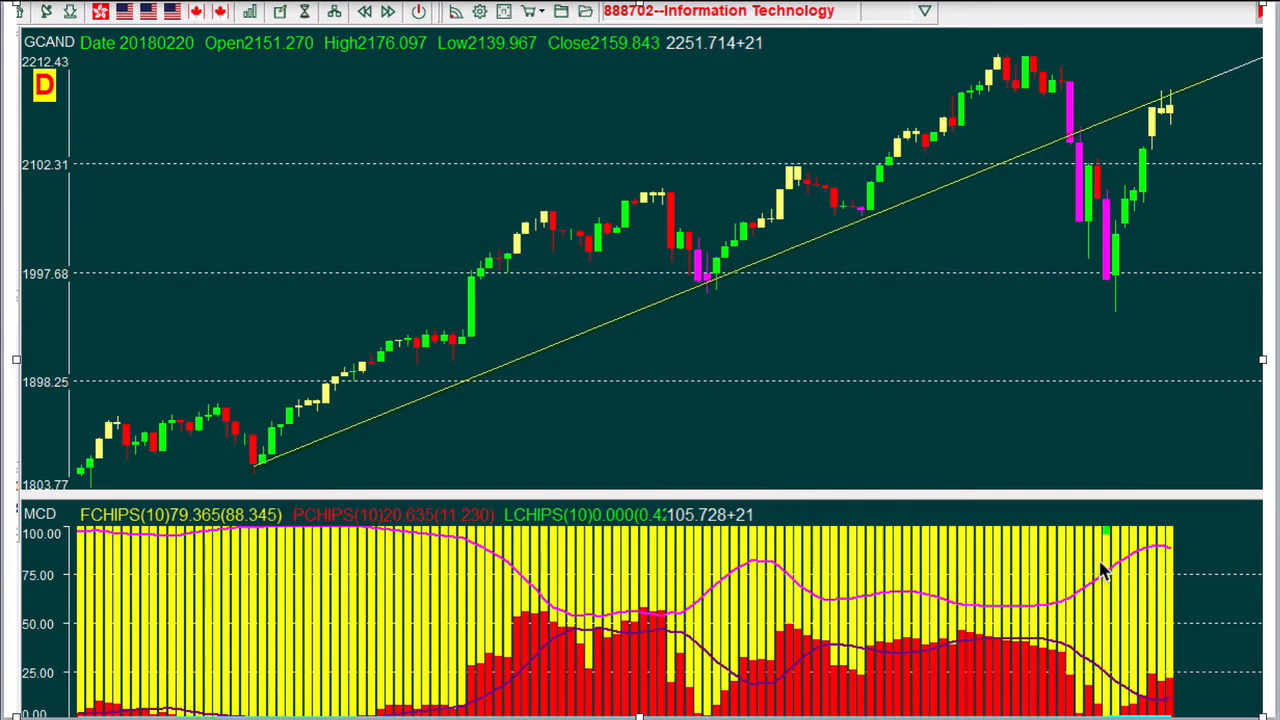 888702--Information Technology
GCAND Date 20180220 Open2151.270 High2176.097 Low2139.967 Close2159.843 2251.714+21
2212.43
D
2102.31
1997.68
1898.25
1803.77
MCD FCHIPS(10)79.365(88.345) PCHIPS(10)20.635(11.230) LCHIPS(10)0.000(0.42 105.728+21
100.00
75.00
50.00
25.00
0.00